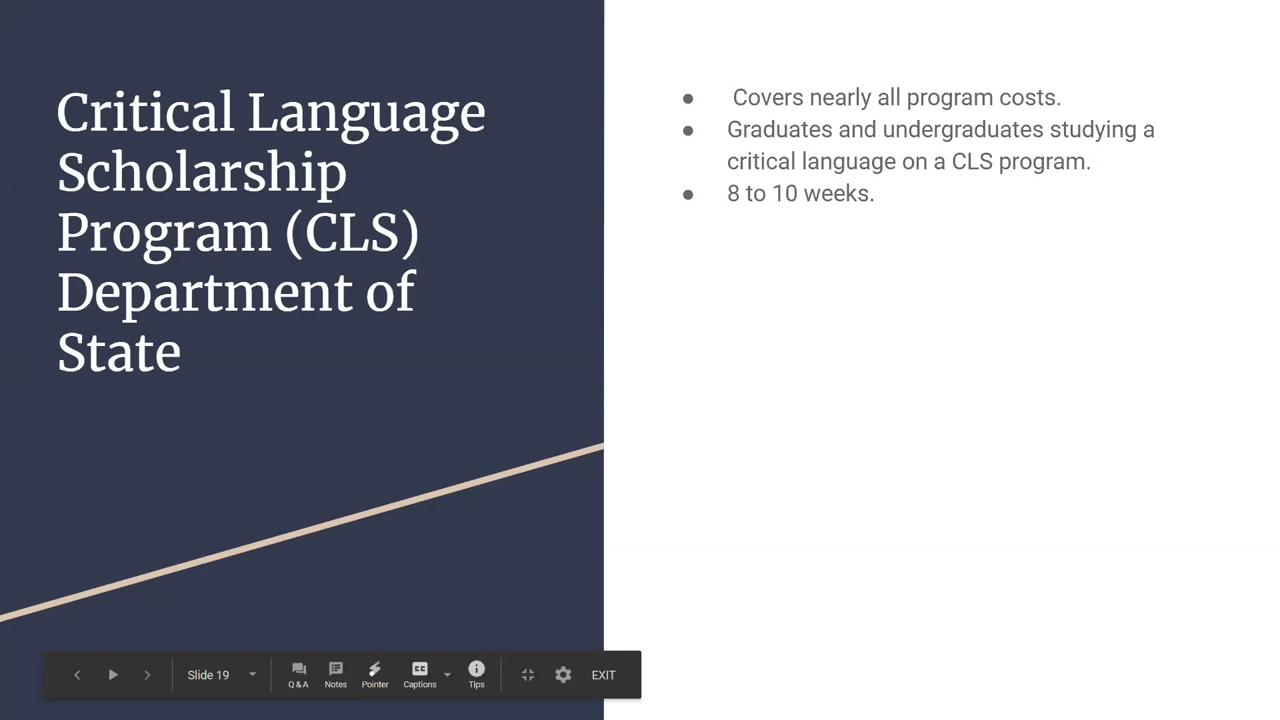 Critical Language
Scholarship
Program (CLS)
Department of
State
● Covers nearly all program costs.
● Graduates and undergraduates studying a
critical language on a CLS program.
● 8 to 10 weeks.
Slide 19
Q & A
Notes
Pointer
Captions
Tips
EXIT